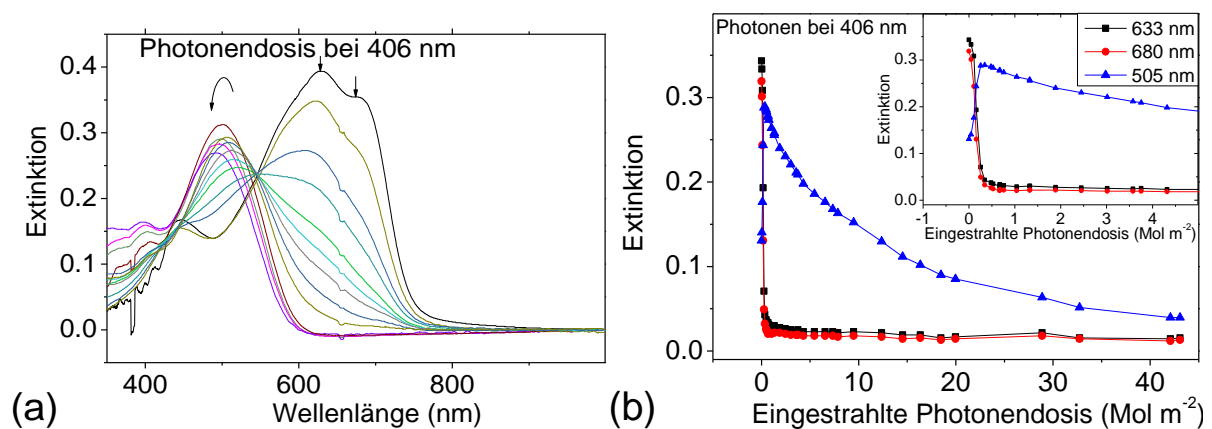 Photonendosis bei 406 nm
Extinktion
0.4
0.3
0.2
0.1
0.0
400
600
800
Wellenlänge (nm)
(a)
Photonen bei 406 nm
633 nm
680 nm
505 nm
Extinktion
0.3
0.2
0.1
0.0
0
10
20
30
40
Eingestrahlte Photonendosis (Mol m-2)
Extinktion
0.3
0.2
0.1
0.0
-1
0
1
2
3
4
Eingestrahlte Photonendosis (Mol m-2)
(b)